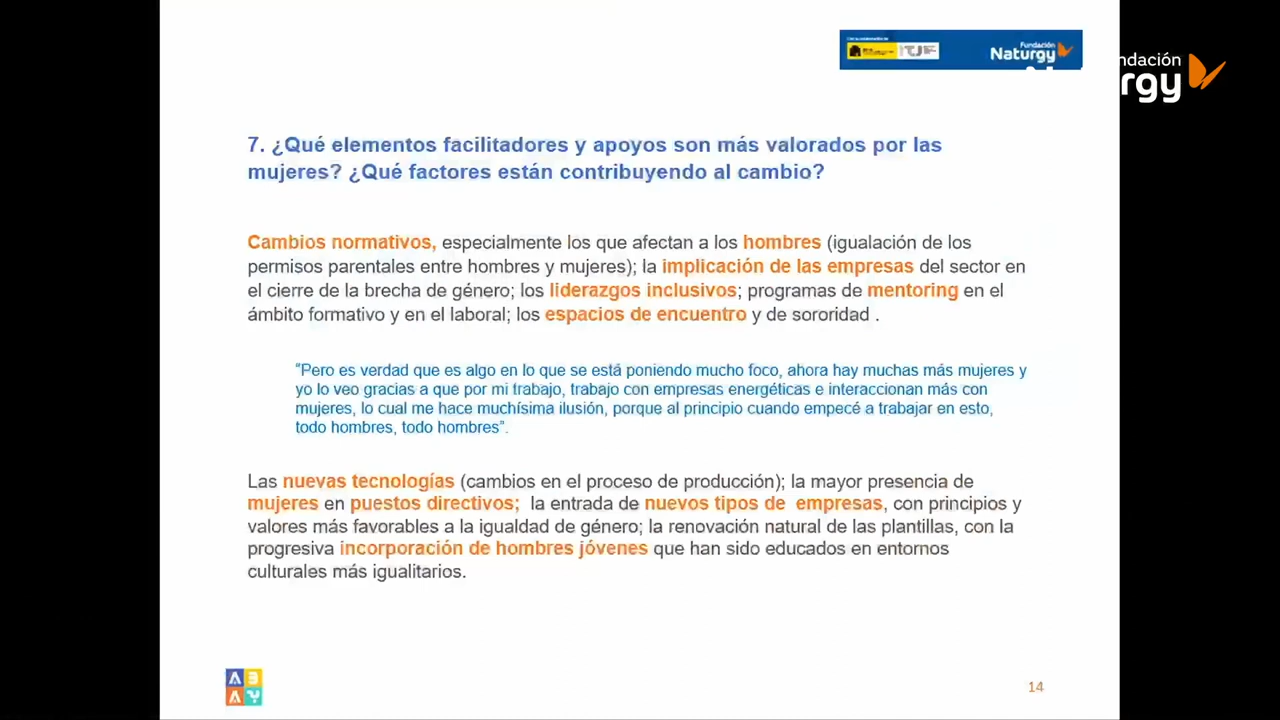 Fundación
Naturgy
ndación
rgy
7. ¿Qué elementos facilitadores y apoyos son más valorados por las
mujeres? ¿Qué factores están contribuyendo al cambio?
Cambios normativos, especialmente los que afectan a los hombres (igualación de los
permisos parentales entre hombres y mujeres); la implicación de las empresas del sector en
el cierre de la brecha de género; los liderazgos inclusivos; programas de mentoring en el
ámbito formativo y en el laboral; los espacios de encuentro y de sororidad .
"Pero es verdad que es algo en lo que se está poniendo mucho foco, ahora hay muchas más mujeres y
yo lo veo gracias a que por mi trabajo, trabajo con empresas energéticas e interaccionan más con
mujeres, lo cual me hace muchísima ilusión, porque al principio cuando empecé a trabajar en esto,
todo hombres, todo hombres”.
Las nuevas tecnologías (cambios en el proceso de producción); la mayor presencia de
mujeres en puestos directivos; la entrada de nuevos tipos de empresas, con principios y
valores más favorables a la igualdad de género; la renovación natural de las plantillas, con la
progresiva incorporación de hombres jóvenes que han sido educados en entornos
culturales más igualitarios.
AB
AY
14